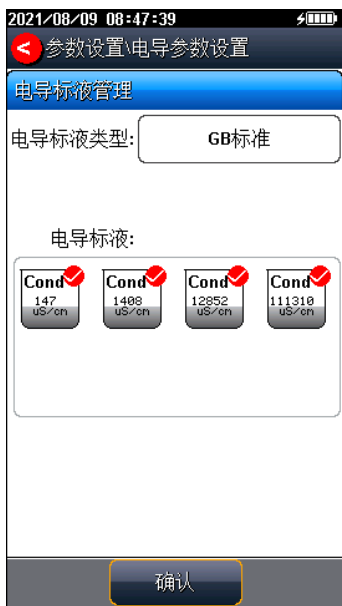 2021/08/09 08:47:39
参数设置\电导参数设置
电导标液管理
电导标液类型: GB标准
电导标液:
Cond Cond Cond Cond
147 1408 12852 111310
uS/cm uS/cm uS/cm uS/cm
确认